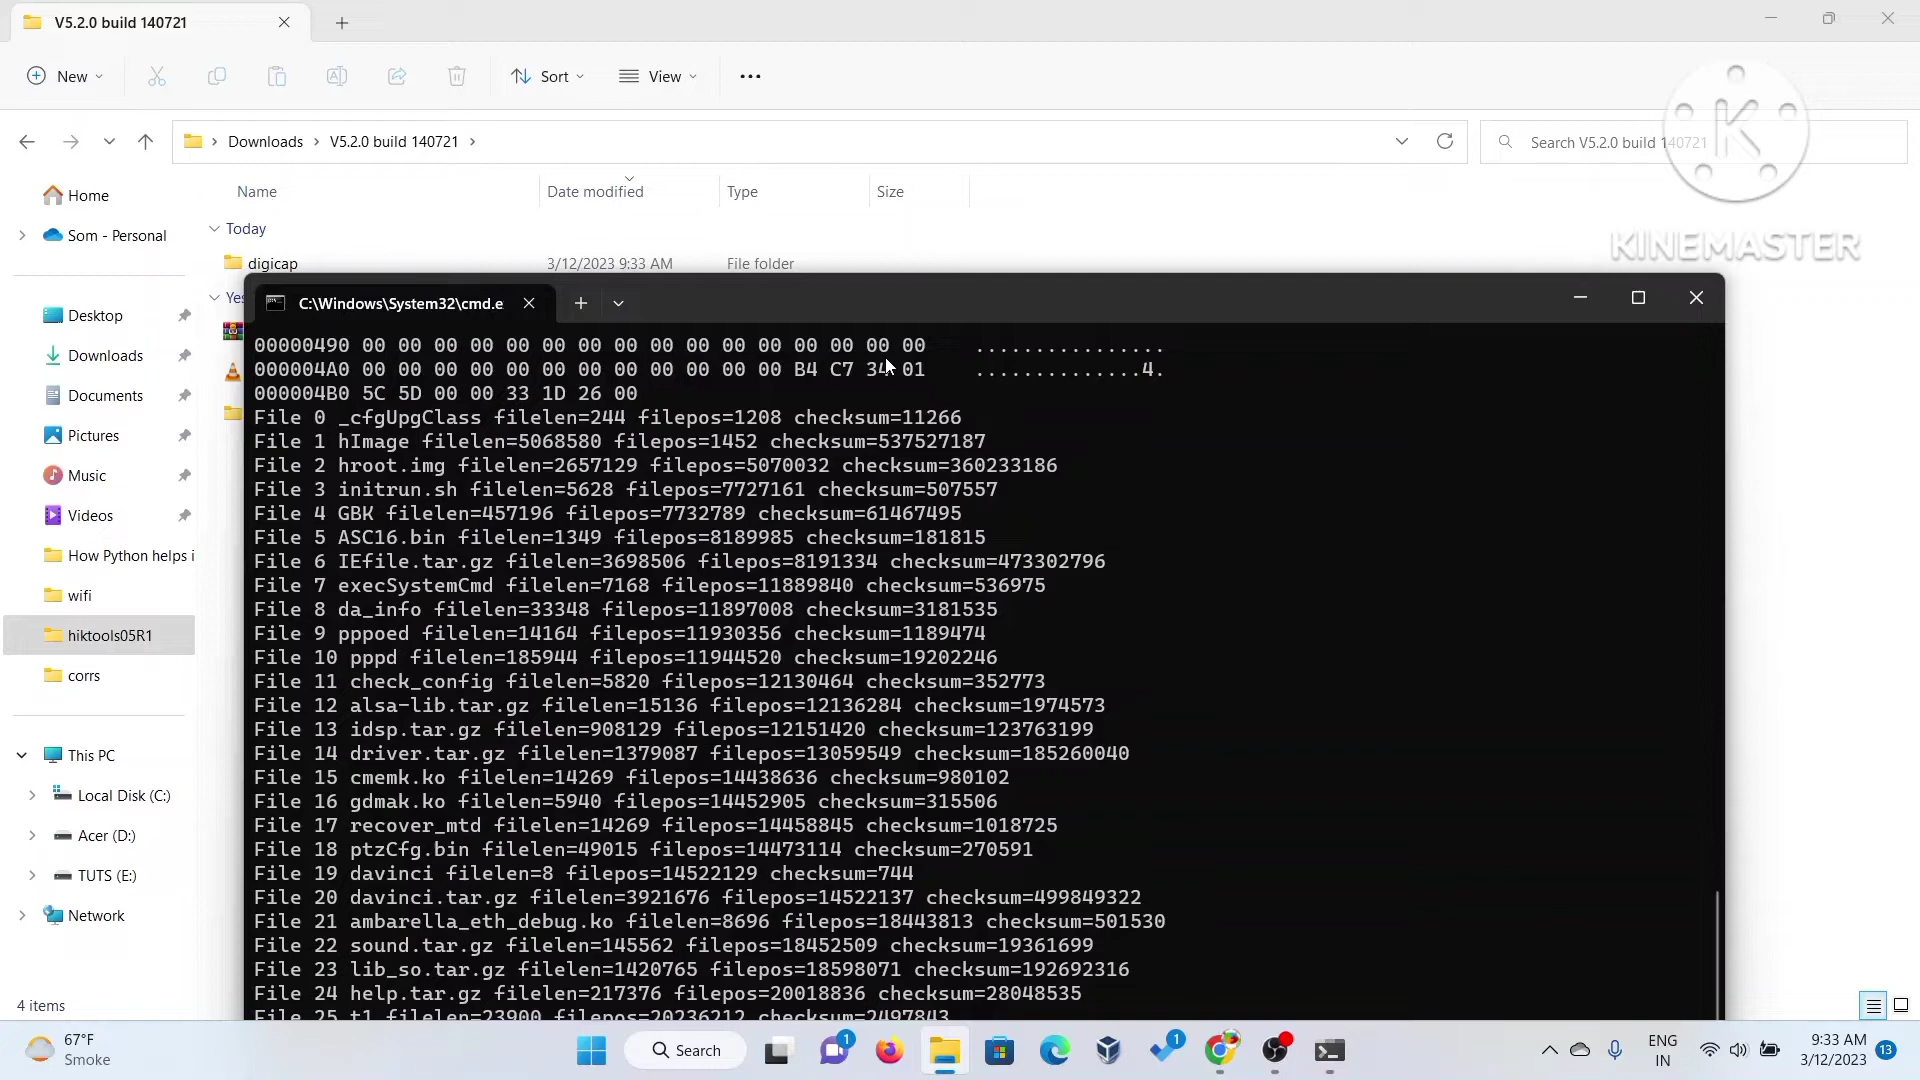 V5.2.0 build 140721
New
Sort
View
Downloads > V5.2.0 build 140721 >
Search V5.2.0 build 140721
K
KINEMASTER
Name Date modified Type Size
Today
digicap 3/12/2023 9:33 AM File folder
Yes
Home
Som - Personal
Desktop
Downloads
Documents
Pictures
Music
Videos
How Python helps i
wifi
hiktools05R1
corrs
This PC
Local Disk (C:)
Acer (D:)
TUTS (E:)
Network
4 items
C:\Windows\System32\cmd.e
00000490 00 00 00 00 00 00 00 00 00 00 00 00 00 00 00 00 ................
000004A0 00 00 00 00 00 00 00 00 00 00 00 00 B4 C7 34 01 ..............4.
000004B0 5C 5D 00 00 33 1D 26 00
File 0 _cfgUpgClass filelen=244 filepos=1208 checksum=11266
File 1 hImage filelen=5068580 filepos=1452 checksum=537527187
File 2 hroot.img filelen=2657129 filepos=5070032 checksum=360233186
File 3 initrun.sh filelen=5628 filepos=7727161 checksum=507557
File 4 GBK filelen=457196 filepos=7732789 checksum=61467495
File 5 ASC16.bin filelen=1349 filepos=8189985 checksum=181815
File 6 IEfile.tar.gz filelen=3698506 filepos=8191334 checksum=473302796
File 7 execSystemCmd filelen=7168 filepos=11889840 checksum=536975
File 8 da_info filelen=33348 filepos=11897008 checksum=3181535
File 9 pppoed filelen=14164 filepos=11930356 checksum=1189474
File 10 pppd filelen=185944 filepos=11944520 checksum=19202246
File 11 check_config filelen=5820 filepos=12130464 checksum=352773
File 12 alsa-lib.tar.gz filelen=15136 filepos=12136284 checksum=1974573
File 13 idsp.tar.gz filelen=908129 filepos=12151420 checksum=123763199
File 14 driver.tar.gz filelen=1379087 filepos=13059549 checksum=185260040
File 15 cmemk.ko filelen=14269 filepos=14438636 checksum=980102
File 16 gdmak.ko filelen=5940 filepos=14452905 checksum=315506
File 17 recover_mtd filelen=14269 filepos=14458845 checksum=1018725
File 18 ptzCfg.bin filelen=49015 filepos=14473114 checksum=270591
File 19 davinci filelen=8 filepos=14522129 checksum=744
File 20 davinci.tar.gz filelen=3921676 filepos=14522137 checksum=499849322
File 21 ambarella_eth_debug.ko filelen=8696 filepos=18443813 checksum=501530
File 22 sound.tar.gz filelen=145562 filepos=18452509 checksum=19361699
File 23 lib_so.tar.gz filelen=1420765 filepos=18598071 checksum=192692316
File 24 help.tar.gz filelen=217376 filepos=20018836 checksum=28048535
File 25 t1 filelen=23900 filepos=20236212 checksum=2497843
67°F
Smoke
Search
1
1
ENG
IN
9:33 AM
3/12/2023
13